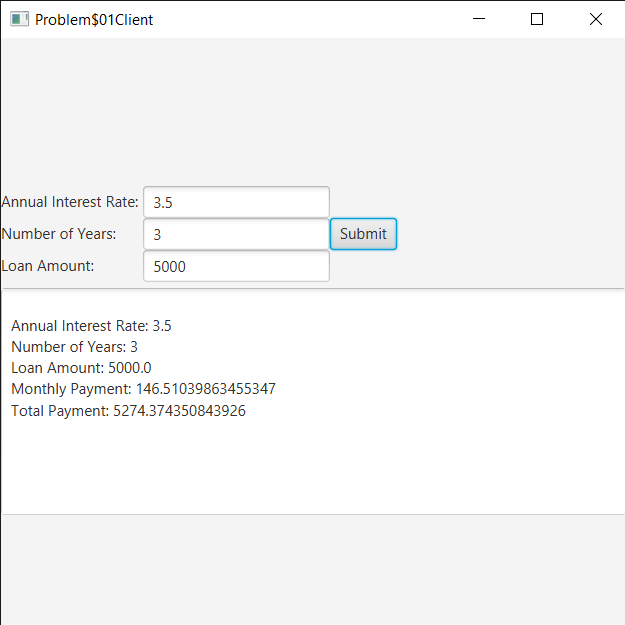 Problem$01Client
Annual Interest Rate: 3.5
Number of Years: 3 Submit
Loan Amount: 5000
Annual Interest Rate: 3.5
Number of Years: 3
Loan Amount: 5000.0
Monthly Payment: 146.51039863455347
Total Payment: 5274.374350843926